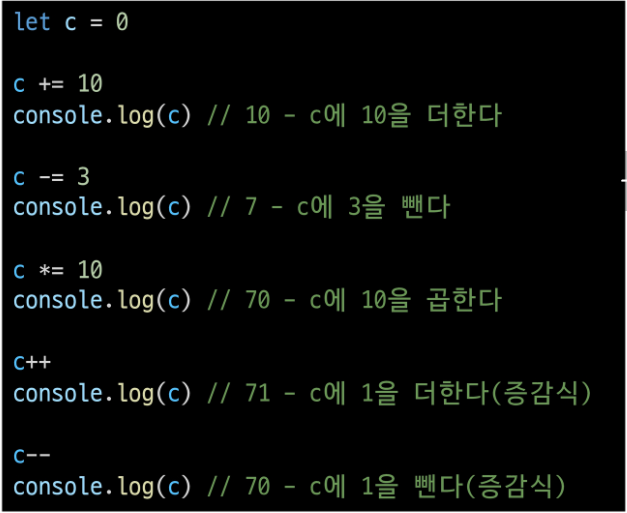 let c = 0
c += 10
console.log(c) // 10 - c에 10을 더한다
c -= 3
console.log(c) // 7 - c에 3을 뺀다
c *= 10
console.log(c) // 70 - c에 10을 곱한다
c++
console.log(c) // 71 - c에 1을 더한다(증감식)
c--
console.log(c) // 70 - c에 1을 뺀다(증감식)